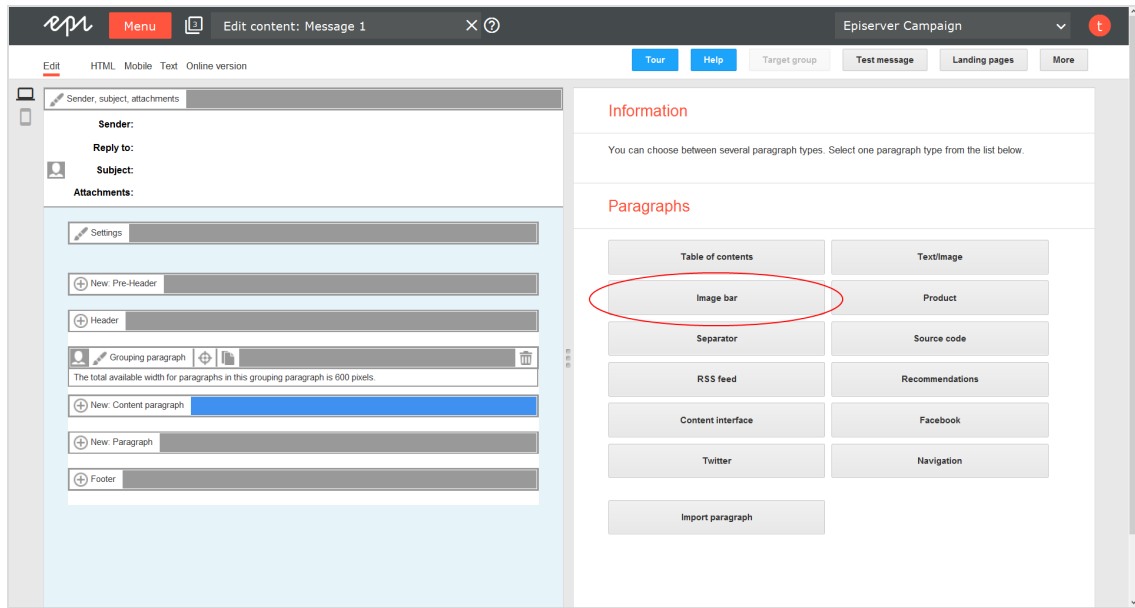 epi Menu 3 Edit content: Message 1 Episerver Campaign t
Edit HTML Mobile Text Online version Tour Help Target group Test message Landing pages More
Sender, subject, attachments
Sender:
Reply to:
Subject:
Attachments:
Settings
New: Pre-Header
Header
Grouping paragraph
The total available width for paragraphs in this grouping paragraph is 600 pixels.
New: Content paragraph
New: Paragraph
Footer
Information
You can choose between several paragraph types. Select one paragraph type from the list below.
Paragraphs
Table of contents Text/Image
Image bar Product
Separator Source code
RSS feed Recommendations
Content interface Facebook
Twitter Navigation
Import paragraph